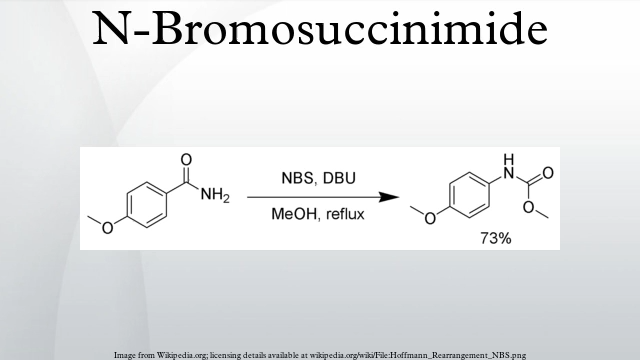 N-Bromosuccinimide
O
NH2
O
NBS, DBU
MeOH, reflux
H
N
O
O
O
73%
Image from Wikipedia.org; licensing details available at wikipedia.org/wiki/File:Hoffmann_Rearrangement_NBS.png